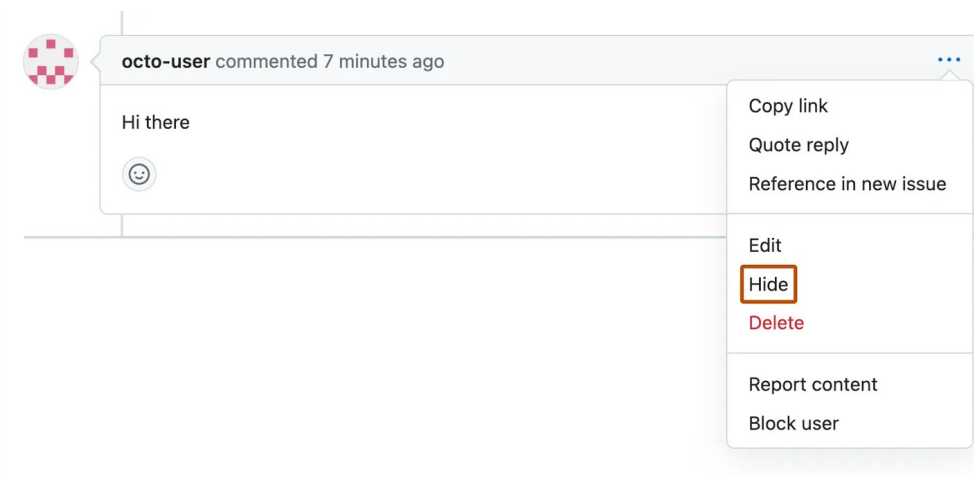 octo-user commented 7 minutes ago
Hi there
Copy link
Quote reply
Reference in new issue
Edit
Hide
Delete
Report content
Block user